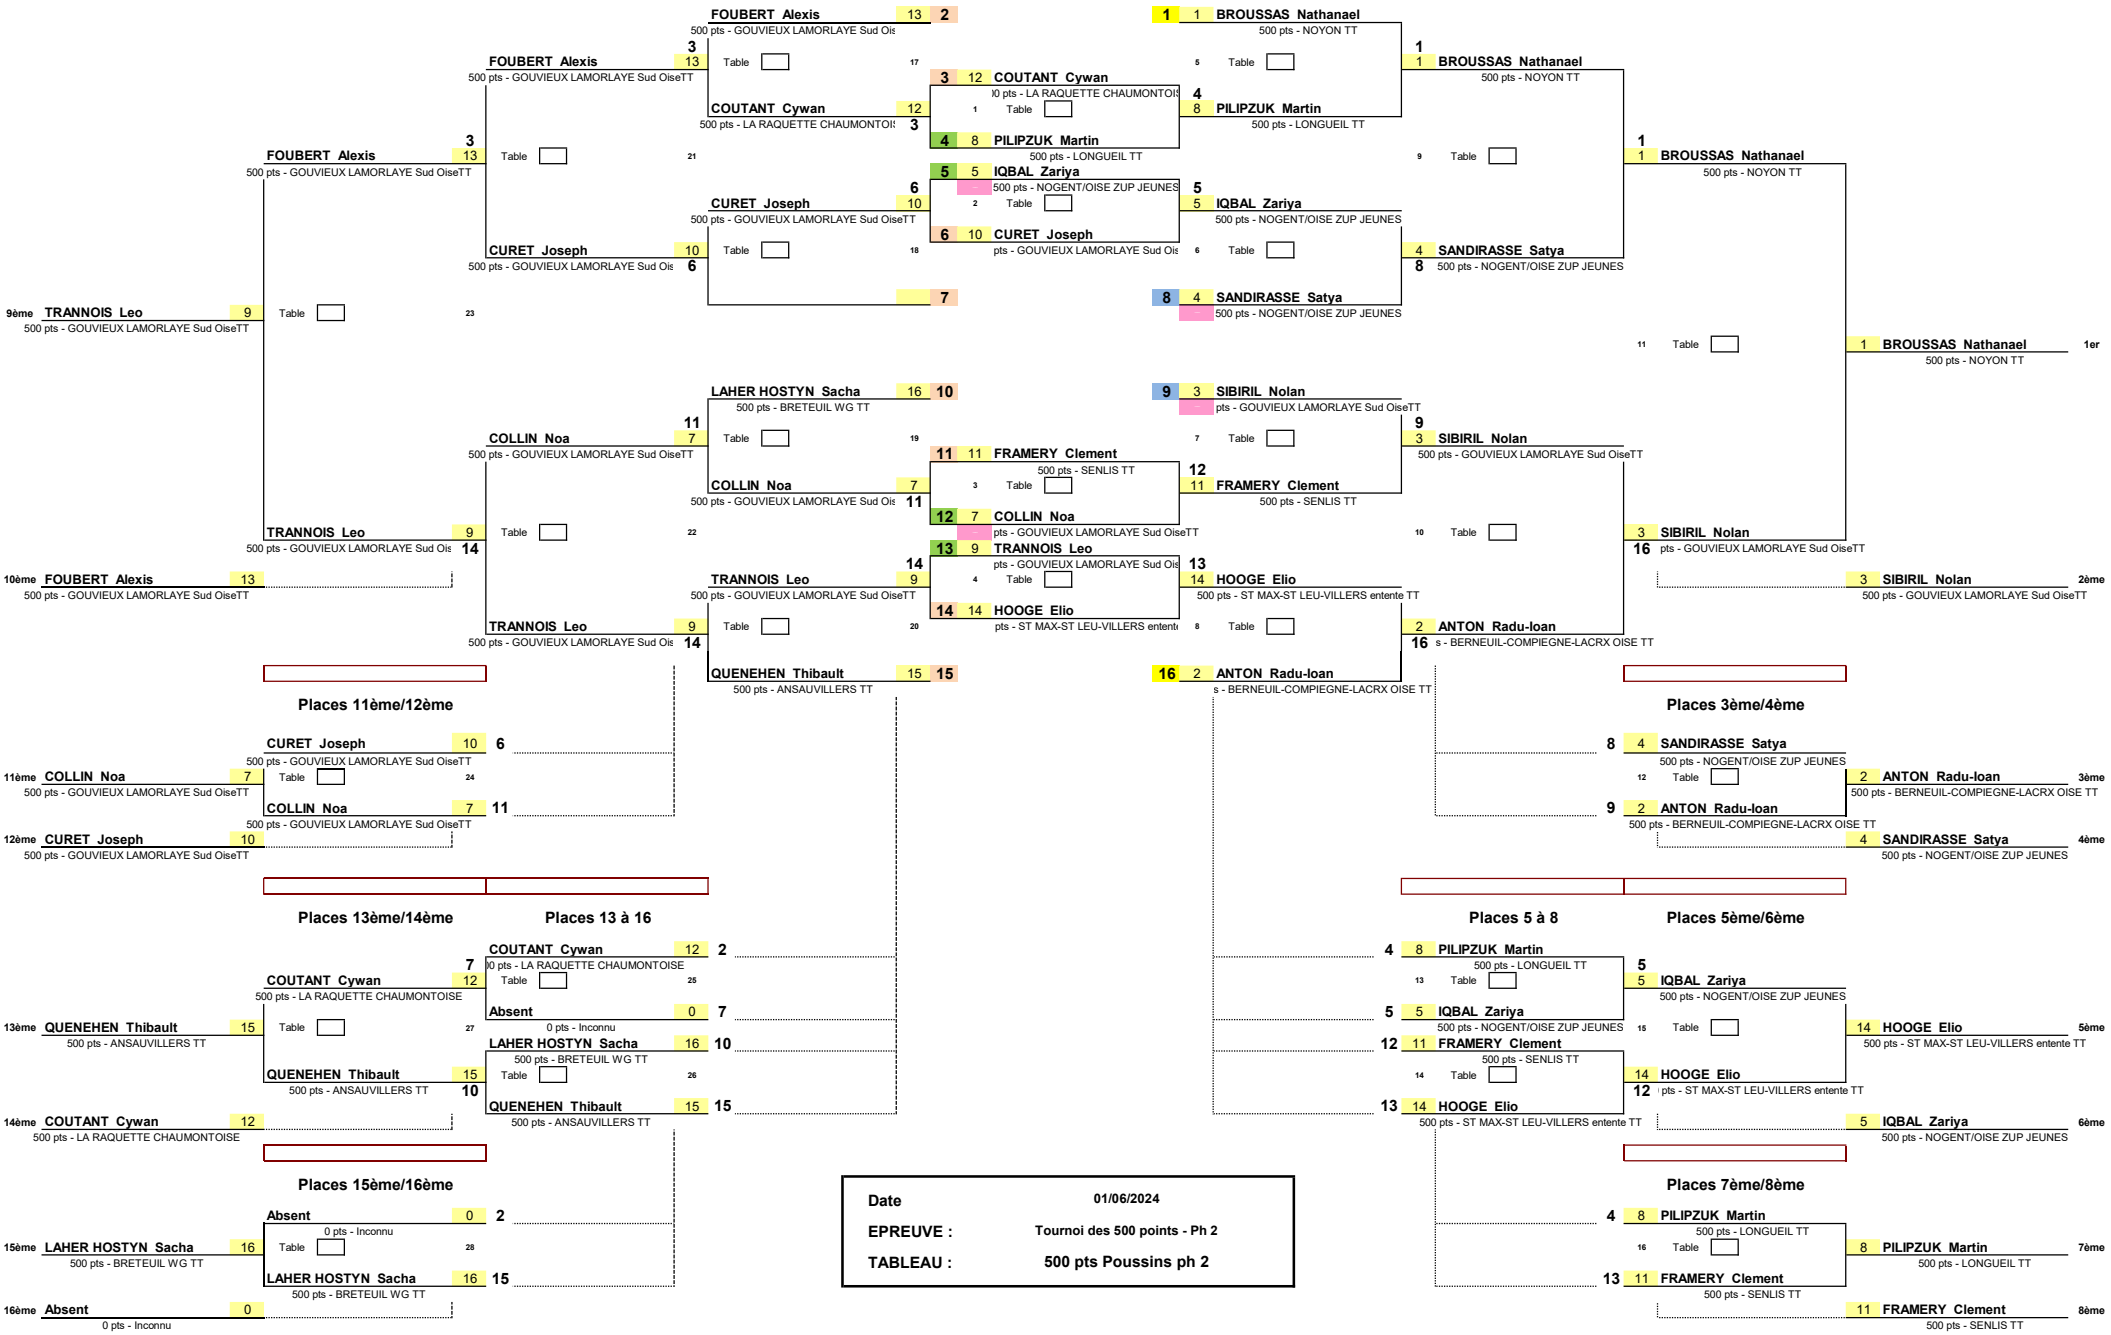 FOUBERT Alexis 13 2 1 1 BROUSSAS Nathanael
500 pts - GOUVIEUX LAMORLAYE Sud Ois 500 pts - NOYON TT
3 1
FOUBERT Alexis 13 Table 17 5 Table 1 BROUSSAS Nathanael
500 pts - GOUVIEUX LAMORLAYE Sud OiseTT 3 12 COUTANT Cywan 500 pts - NOYON TT
00 pts - LA RAQUETTE CHAUMONTOIS 4
COUTANT Cywan 12 1 Table 8 PILIPZUK Martin
500 pts - LA RAQUETTE CHAUMONTOIS 3 500 pts - LONGUEIL TT
3 4 8 PILIPZUK Martin 1
FOUBERT Alexis 13 Table 21 500 pts - LONGUEIL TT 9 Table 1 BROUSSAS Nathanael
500 pts - GOUVIEUX LAMORLAYE Sud OiseTT 5 5 IQBAL Zariya 500 pts - NOYON TT
6 500 pts - NOGENT/OISE ZUP JEUNES 5
CURET Joseph 10 2 Table 5 IQBAL Zariya
500 pts - GOUVIEUX LAMORLAYE Sud OiseTT 500 pts - NOGENT/OISE ZUP JEUNES
6 10 CURET Joseph
CURET Joseph 10 Table 18 pts - GOUVIEUX LAMORLAYE Sud Ois 6 Table 4 SANDIRASSE Satya
500 pts - GOUVIEUX LAMORLAYE Sud Ois 6 8 500 pts - NOGENT/OISE ZUP JEUNES
7 8 4 SANDIRASSE Satya
9ème TRANNOIS Leo 9 Table 23 500 pts - NOGENT/OISE ZUP JEUNES
500 pts - GOUVIEUX LAMORLAYE Sud OiseTT
11 Table 1 BROUSSAS Nathanael 1er
500 pts - NOYON TT
LAHER HOSTYN Sacha 16 10 9 3 SIBIRIL Nolan
500 pts - BRETEUIL WG TT pts - GOUVIEUX LAMORLAYE Sud OiseTT
11 9
COLLIN Noa 7 Table 19 7 Table 3 SIBIRIL Nolan
500 pts - GOUVIEUX LAMORLAYE Sud OiseTT 11 11 FRAMERY Clement 500 pts - GOUVIEUX LAMORLAYE Sud OiseTT
500 pts - SENLIS TT 12
COLLIN Noa 7 3 Table 11 FRAMERY Clement
500 pts - GOUVIEUX LAMORLAYE Sud Ois 11 500 pts - SENLIS TT
12 7 COLLIN Noa
TRANNOIS Leo 9 Table 22 pts - GOUVIEUX LAMORLAYE Sud OiseTT 10 Table 3 SIBIRIL Nolan
500 pts - GOUVIEUX LAMORLAYE Sud Ois 14 13 9 TRANNOIS Leo 16 pts - GOUVIEUX LAMORLAYE Sud OiseTT
14 pts - GOUVIEUX LAMORLAYE Sud Ois 13
10ème FOUBERT Alexis 13 TRANNOIS Leo 9 4 Table 14 HOOGE Elio 3 SIBIRIL Nolan 2ème
500 pts - GOUVIEUX LAMORLAYE Sud OiseTT 500 pts - GOUVIEUX LAMORLAYE Sud OiseTT 500 pts - ST MAX-ST LEU-VILLERS entente TT 500 pts - GOUVIEUX LAMORLAYE Sud OiseTT
14 14 HOOGE Elio
TRANNOIS Leo 9 Table 20 pts - ST MAX-ST LEU-VILLERS entent 8 Table 2 ANTON Radu-Ioan
500 pts - GOUVIEUX LAMORLAYE Sud Ois 14 16 s - BERNEUIL-COMPIEGNE-LACRX OISE TT
QUENEHEN Thibault 15 15 16 2 ANTON Radu-Ioan
500 pts - ANSAUVILLERS TT s - BERNEUIL-COMPIEGNE-LACRX OISE TT
Places 11ème/12ème Places 3ème/4ème
CURET Joseph 10 6 8 4 SANDIRASSE Satya
500 pts - GOUVIEUX LAMORLAYE Sud OiseTT 500 pts - NOGENT/OISE ZUP JEUNES
11ème COLLIN Noa 7 Table 24 12 Table 2 ANTON Radu-Ioan 3ème
500 pts - GOUVIEUX LAMORLAYE Sud OiseTT 500 pts - BERNEUIL-COMPIEGNE-LACRX OISE TT
COLLIN Noa 7 11 9 2 ANTON Radu-Ioan
500 pts - GOUVIEUX LAMORLAYE Sud OiseTT 500 pts - BERNEUIL-COMPIEGNE-LACRX OISE TT
12ème CURET Joseph 10 4 SANDIRASSE Satya 4ème
500 pts - GOUVIEUX LAMORLAYE Sud OiseTT 500 pts - NOGENT/OISE ZUP JEUNES
Places 13ème/14ème Places 13 à 16 Places 5 à 8 Places 5ème/6ème
COUTANT Cywan 12 2 4 8 PILIPZUK Martin
7 00 pts - LA RAQUETTE CHAUMONTOISE 500 pts - LONGUEIL TT 5
COUTANT Cywan 12 Table 25 13 Table 5 IQBAL Zariya
500 pts - LA RAQUETTE CHAUMONTOISE 500 pts - NOGENT/OISE ZUP JEUNES
Absent 0 7 5 5 IQBAL Zariya
13ème QUENEHEN Thibault 15 Table 27 0 pts - Inconnu 500 pts - NOGENT/OISE ZUP JEUNES 15 Table 14 HOOGE Elio 5ème
500 pts - ANSAUVILLERS TT LAHER HOSTYN Sacha 16 10 12 11 FRAMERY Clement 500 pts - ST MAX-ST LEU-VILLERS entente TT
500 pts - BRETEUIL WG TT 500 pts - SENLIS TT
QUENEHEN Thibault 15 Table 26 14 Table 14 HOOGE Elio
500 pts - ANSAUVILLERS TT 10 12 pts - ST MAX-ST LEU-VILLERS entente TT
QUENEHEN Thibault 15 15 13 14 HOOGE Elio
14ème COUTANT Cywan 12 500 pts - ANSAUVILLERS TT 500 pts - ST MAX-ST LEU-VILLERS entente TT 5 IQBAL Zariya 6ème
500 pts - LA RAQUETTE CHAUMONTOISE 500 pts - NOGENT/OISE ZUP JEUNES
Places 15ème/16ème Places 7ème/8ème
Date 01/06/2024
Absent 0 2 4 8 PILIPZUK Martin
0 pts - Inconnu 500 pts - LONGUEIL TT
EPREUVE : Tournoi des 500 points - Ph 2
15ème LAHER HOSTYN Sacha 16 Table 28 16 Table 8 PILIPZUK Martin 7ème
500 pts - BRETEUIL WG TT 500 pts - LONGUEIL TT
TABLEAU : 500 pts Poussins ph 2
LAHER HOSTYN Sacha 16 15 13 11 FRAMERY Clement
500 pts - BRETEUIL WG TT 500 pts - SENLIS TT
16ème Absent 0 11 FRAMERY Clement 8ème
0 pts - Inconnu 500 pts - SENLIS TT